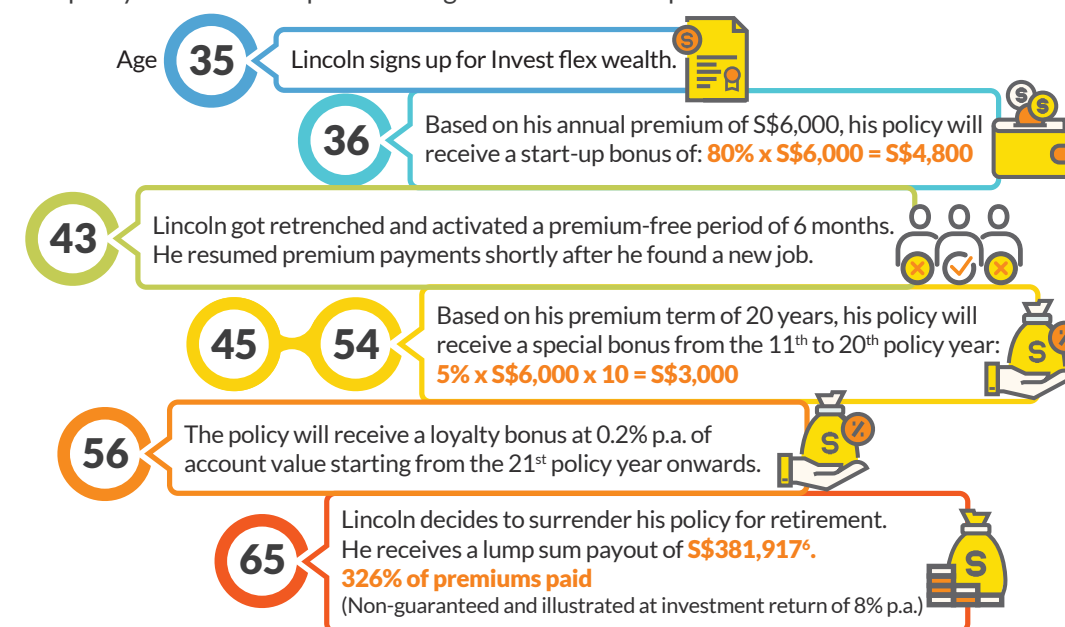 Age 35 Lincoln signs up for Invest flex wealth.
36
Based on his annual premium of S$6,000, his policy will
receive a start-up bonus of: 80% x S$6,000 = S$4,800
43
Lincoln got retrenched and activated a premium-free period of 6 months.
He resumed premium payments shortly after he found a new job.
45 54
Based on his premium term of 20 years, his policy will
receive a special bonus from the 11th to 20th policy year:
5% x S$6,000 x 10 = S$3,000
56
The policy will receive a loyalty bonus at 0.2% p.a. of
account value starting from the 21st policy year onwards.
65
Lincoln decides to surrender his policy for retirement.
He receives a lump sum payout of S$381,917⁶.
326% of premiums paid
(Non-guaranteed and illustrated at investment return of 8% p.a.)